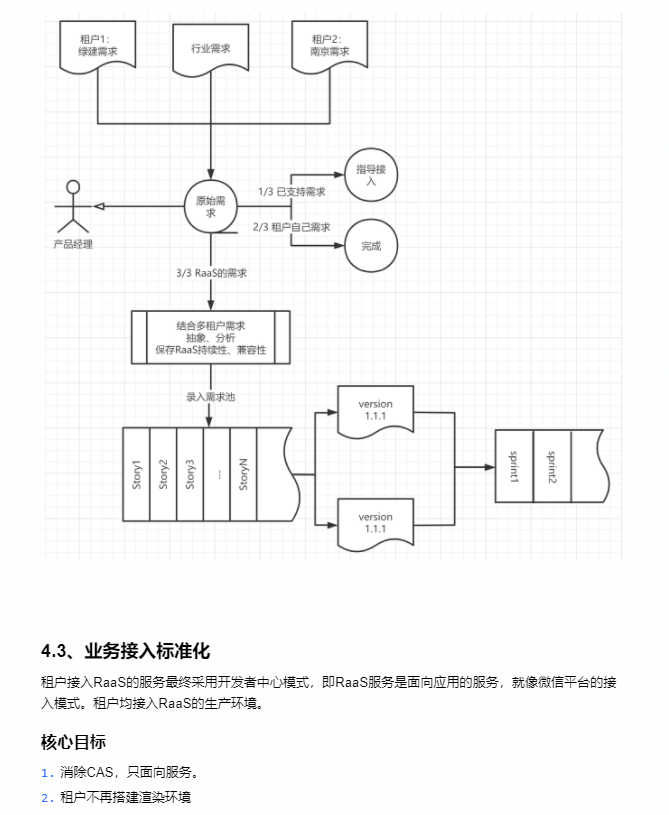 租户1：
绿建需求
行业需求
租户2：
南京需求
指导接
入
1/3 已支持需求
原始需
求
2/3 租户自己需求
产品经理
完成
3/3 RaaS的需求
结合多租户需求
抽象、分析
保存RaaS持续性、兼容性
录入需求池
version
1.1.1
Story1
Story2
Story3
...
StoryN
sprint1
sprint2
version
1.1.1
4.3、业务接入标准化
租户接入RaaS的服务最终采用开发者中心模式，即RaaS服务是面向应用的服务，就像微信平台的接
入模式。租户均接入RaaS的生产环境。
核心目标
1. 消除CAS，只面向服务。
2. 租户不再搭建渲染环境